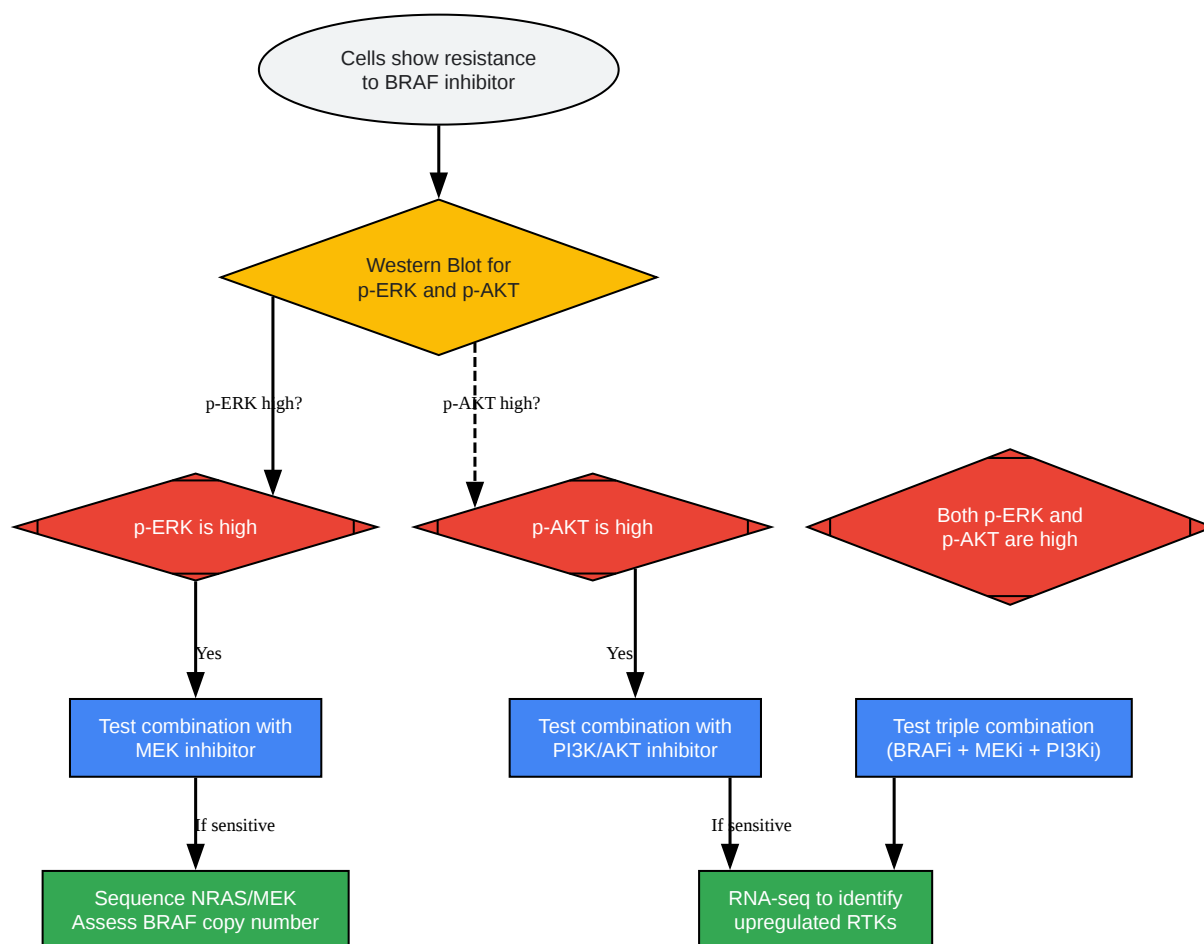 Cells show resistance
to BRAF inhibitor
Western Blot for
p-ERK and p-AKT
p-ERK high?
p-AKT high?
p-ERK is high
p-AKT is high
Both p-ERK and
p-AKT are high
Yes
Yes
Test combination with
MEK inhibitor
Test combination with
PI3K/AKT inhibitor
Test triple combination
(BRAFi + MEKi + PI3Ki)
If sensitive
If sensitive
Sequence NRAS/MEK
Assess BRAF copy number
RNA-seq to identify
upregulated RTKs